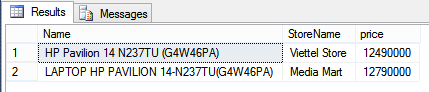 Results Messages
Name StoreName price
1 HP Pavilion 14 N237TU (G4W46PA) Viettel Store 12490000
2 LAPTOP HP PAVILION 14-N237TU(G4W46PA) Media Mart 12790000